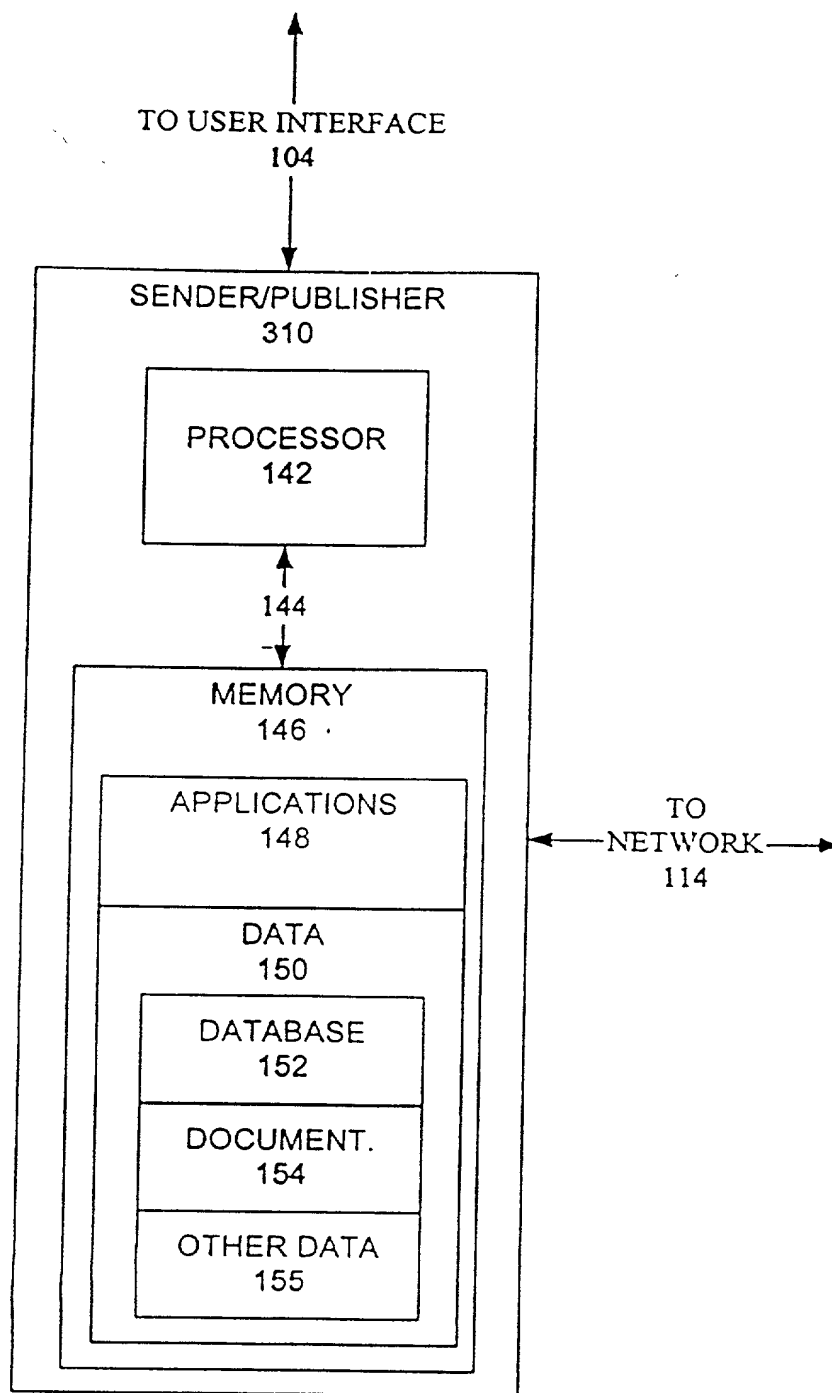 TO USER INTERFACE
104
SENDER/PUBLISHER
310
PROCESSOR
142
144
MEMORY
146
APPLICATIONS
148
TO
NETWORK
114
DATA
150
DATABASE
152
DOCUMENT.
154
OTHER DATA
155